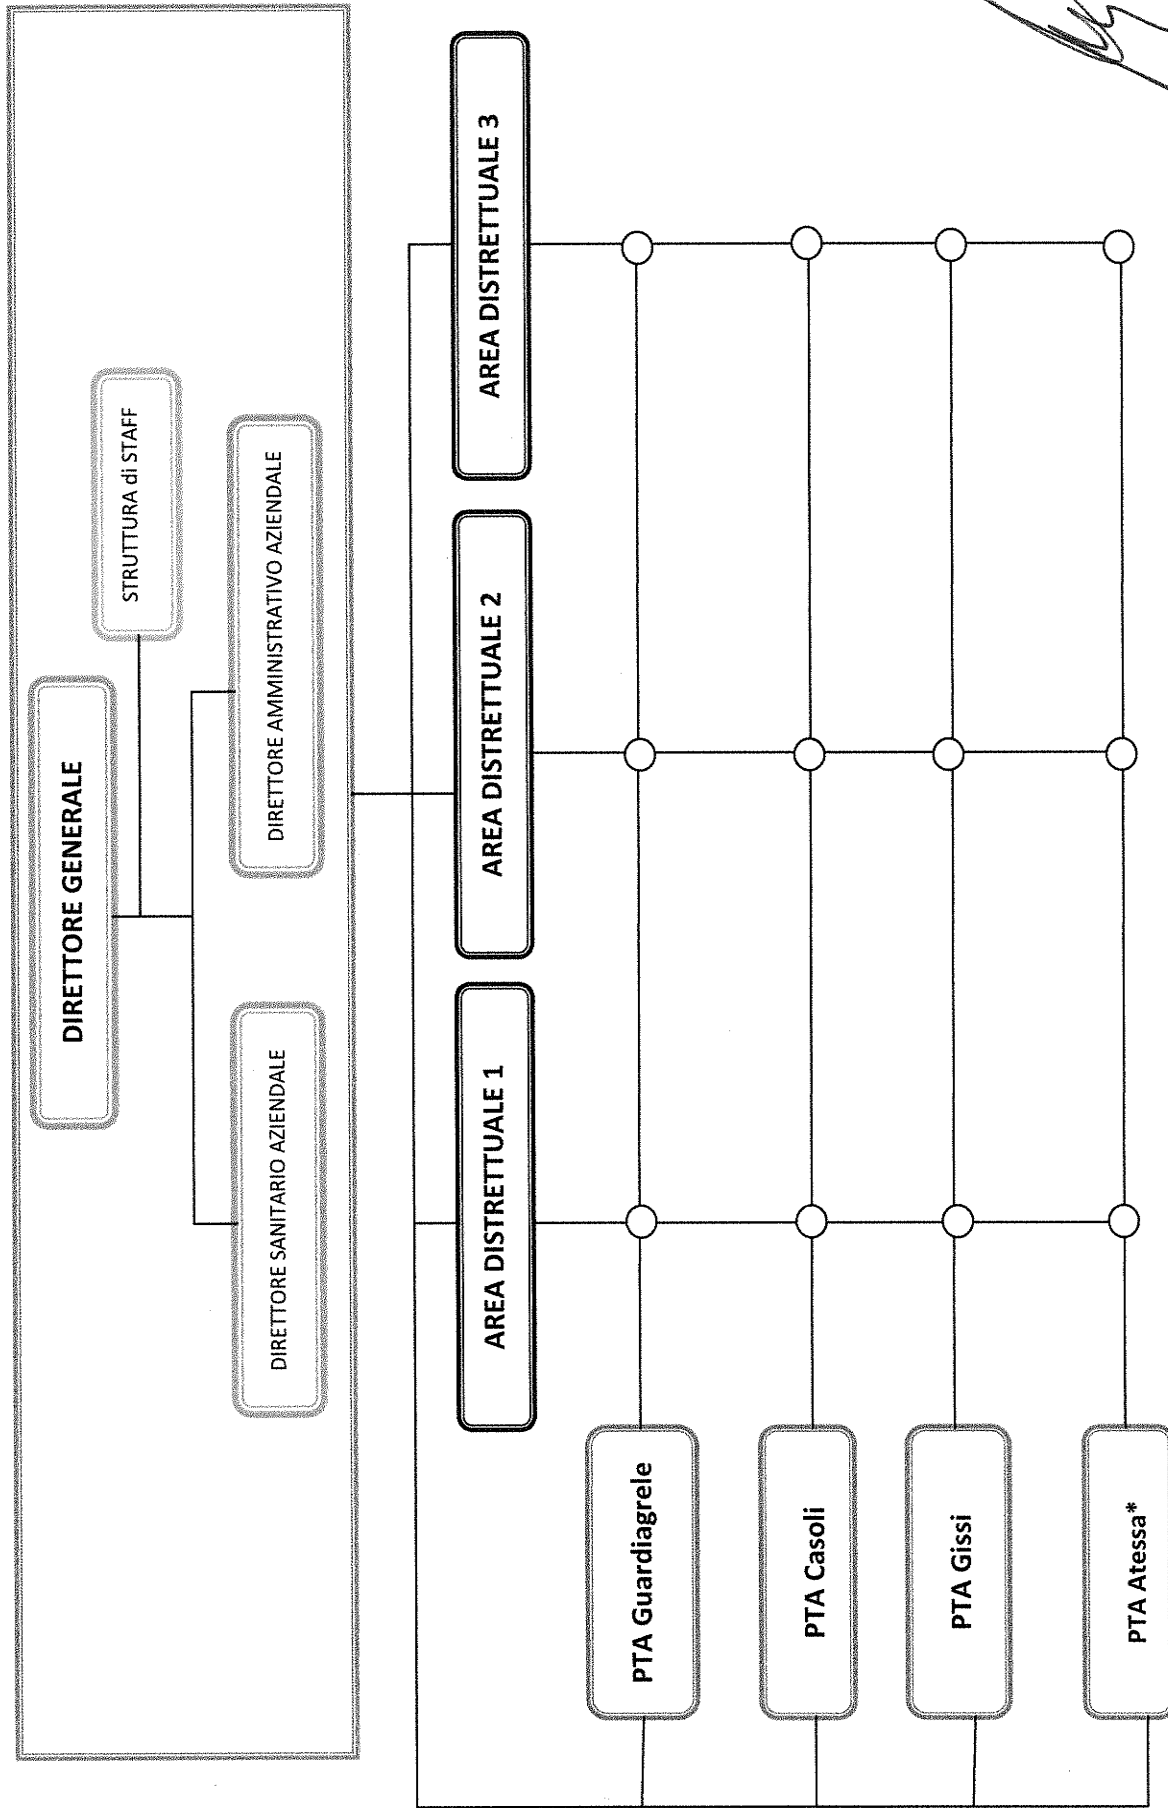 DIRETTORE GENERALE
STRUTTURA di STAFF
DIRETTORE SANITARIO AZIENDALE
DIRETTORE AMMINISTRATIVO AZIENDALE
AREA DISTRETTUALE 1
AREA DISTRETTUALE 2
AREA DISTRETTUALE 3
PTA Guardiagrele
PTA Casoli
PTA Gissi
PTA Atessa*